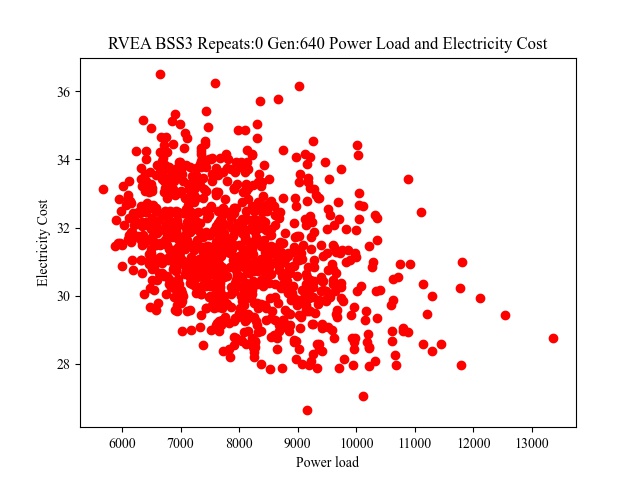 RVEA BSS3 Repeats:0 Gen:640 Power Load and Electricity Cost
36
34
32
30
28
Electricity Cost
6000 7000 8000 9000 10000 11000 12000 13000
Power load